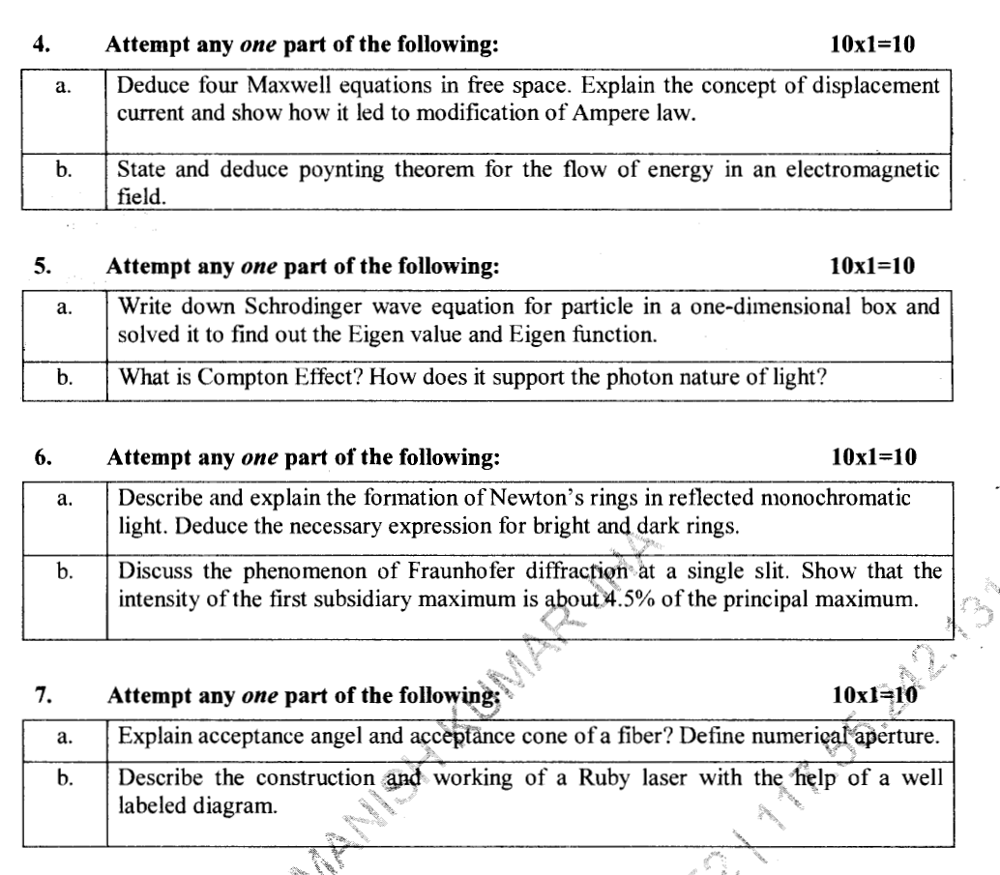 4. Attempt any one part of the following: 10x1=10
a. Deduce four Maxwell equations in free space. Explain the concept of displacement
current and show how it led to modification of Ampere law.
b. State and deduce poynting theorem for the flow of energy in an electromagnetic
field.
5. Attempt any one part of the following: 10x1=10
a. Write down Schrodinger wave equation for particle in a one-dimensional box and
solved it to find out the Eigen value and Eigen function.
b. What is Compton Effect? How does it support the photon nature of light?
6. Attempt any one part of the following: 10x1=10
a. Describe and explain the formation of Newton's rings in reflected monochromatic
light. Deduce the necessary expression for bright and dark rings.
b. Discuss the phenomenon of Fraunhofer diffraction at a single slit. Show that the
intensity of the first subsidiary maximum is about 4.5% of the principal maximum.
7. Attempt any one part of the following: 10x1=10
a. Explain acceptance angel and acceptance cone of a fiber? Define numerical aperture.
b. Describe the construction and working of a Ruby laser with the help of a well
labeled diagram.
MANISH KUMAR JHA
2 | 117.55.242.131